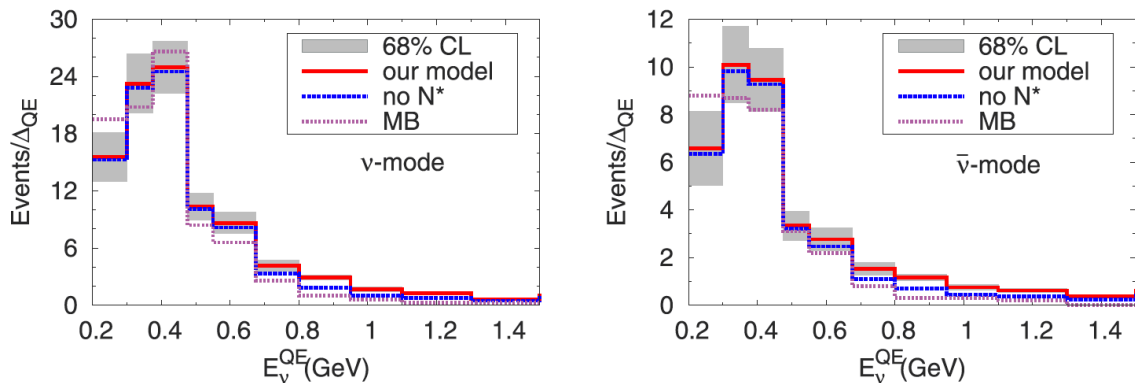 30
24
18
12
6
0
Events/Δ_QE
68% CL
our model
no N*
MB
ν-mode
0.2 0.4 0.6 0.8 1 1.2 1.4
E_ν^QE(GeV)
12
10
8
6
4
2
0
Events/Δ_QE
68% CL
our model
no N*
MB
ν̄-mode
0.2 0.4 0.6 0.8 1 1.2 1.4
E_ν^QE(GeV)